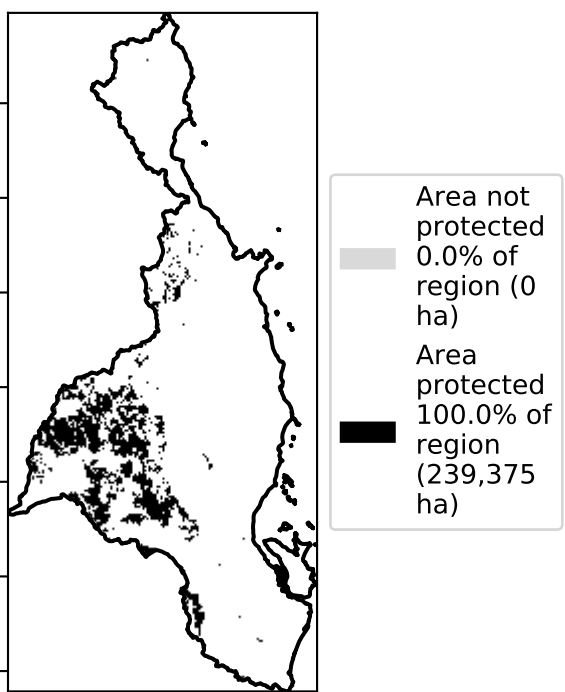 Area not
protected
0.0% of
region (0
ha)
Area
protected
100.0% of
region
(239,375
ha)